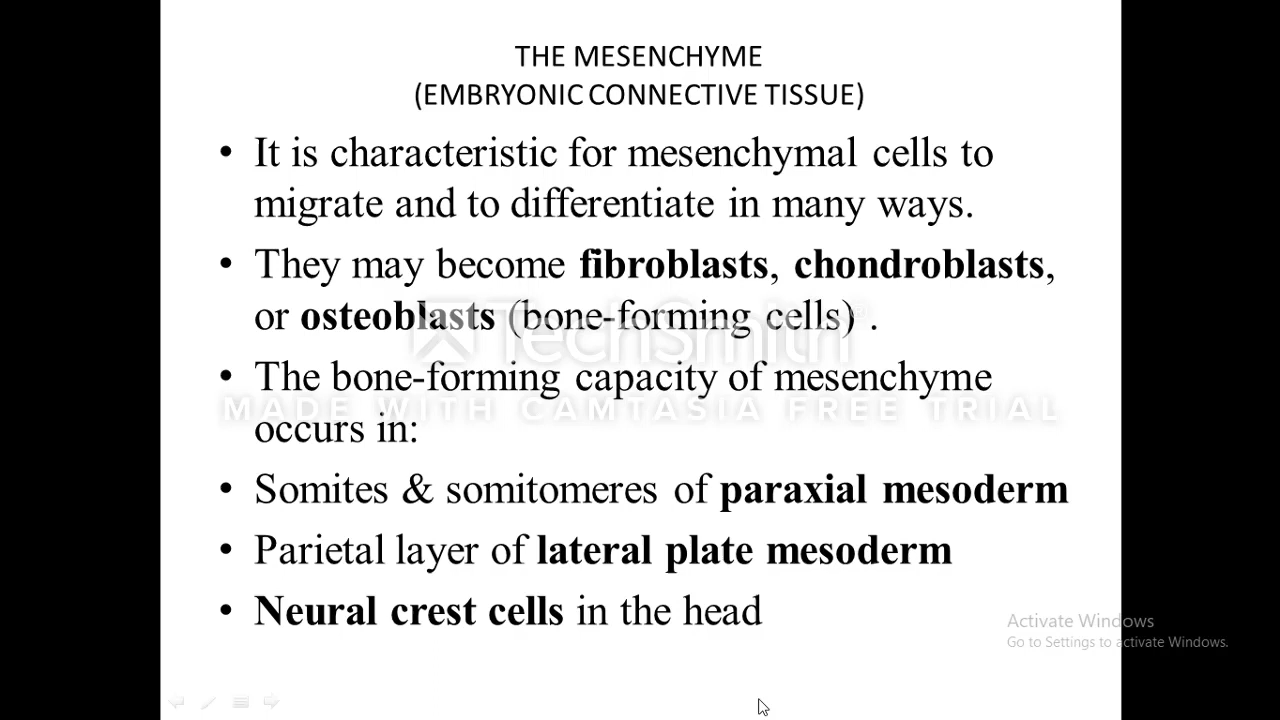 THE MESENCHYME
(EMBRYONIC CONNECTIVE TISSUE)
• It is characteristic for mesenchymal cells to
migrate and to differentiate in many ways.
• They may become fibroblasts, chondroblasts,
or osteoblasts (bone-forming cells) .
TechSmith®
• The bone-forming capacity of mesenchyme
MADE WITH CAMTASIA FREE TRIAL
occurs in:
• Somites & somitomeres of paraxial mesoderm
• Parietal layer of lateral plate mesoderm
• Neural crest cells in the head
Activate Windows
Go to Settings to activate Windows.